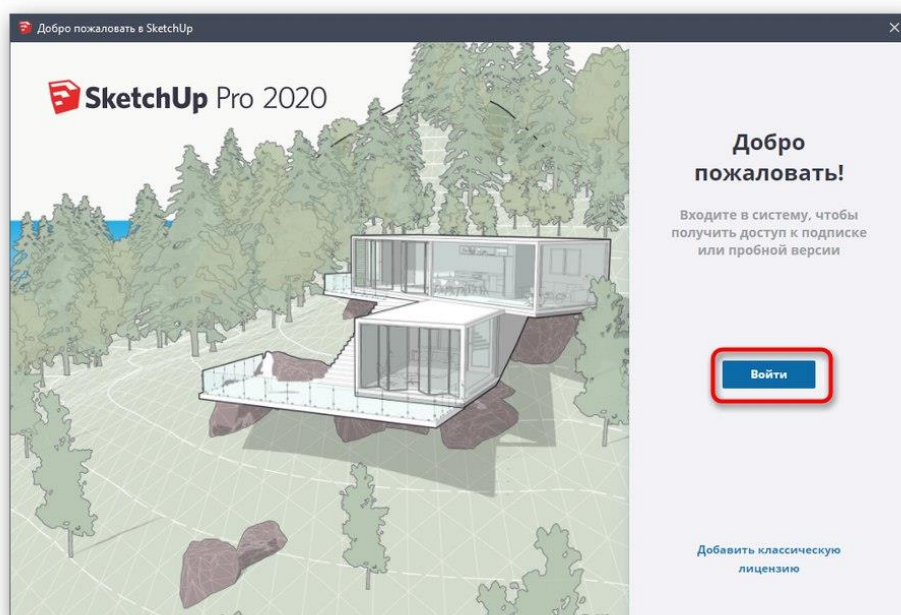 Добро пожаловать в SketchUp
SketchUp Pro 2020
Добро
пожаловать!
Входите в систему, чтобы
получить доступ к подписке
или пробной версии
Войти
Добавить классическую
лицензию